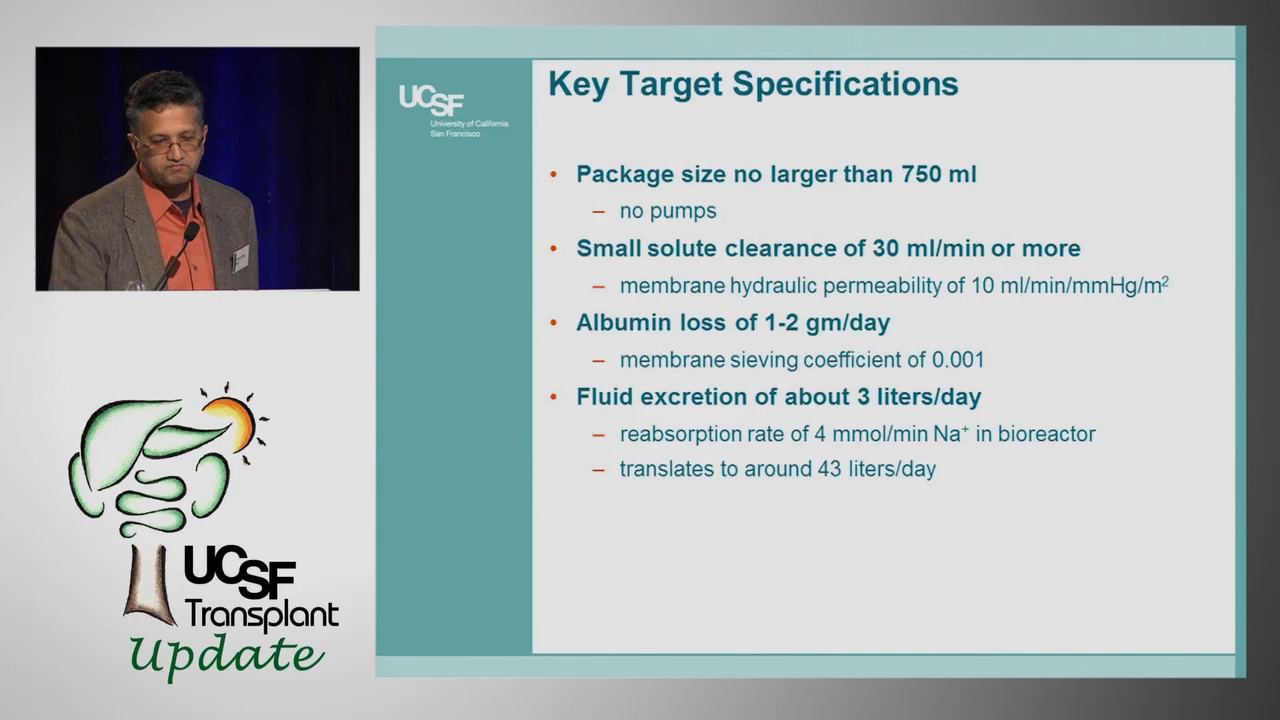 Key Target Specifications
UCSF
University of California
San Francisco
• Package size no larger than 750 ml
– no pumps
• Small solute clearance of 30 ml/min or more
– membrane hydraulic permeability of 10 ml/min/mmHg/m²
• Albumin loss of 1-2 gm/day
– membrane sieving coefficient of 0.001
• Fluid excretion of about 3 liters/day
– reabsorption rate of 4 mmol/min Na⁺ in bioreactor
– translates to around 43 liters/day
UCSF
Transplant
Update